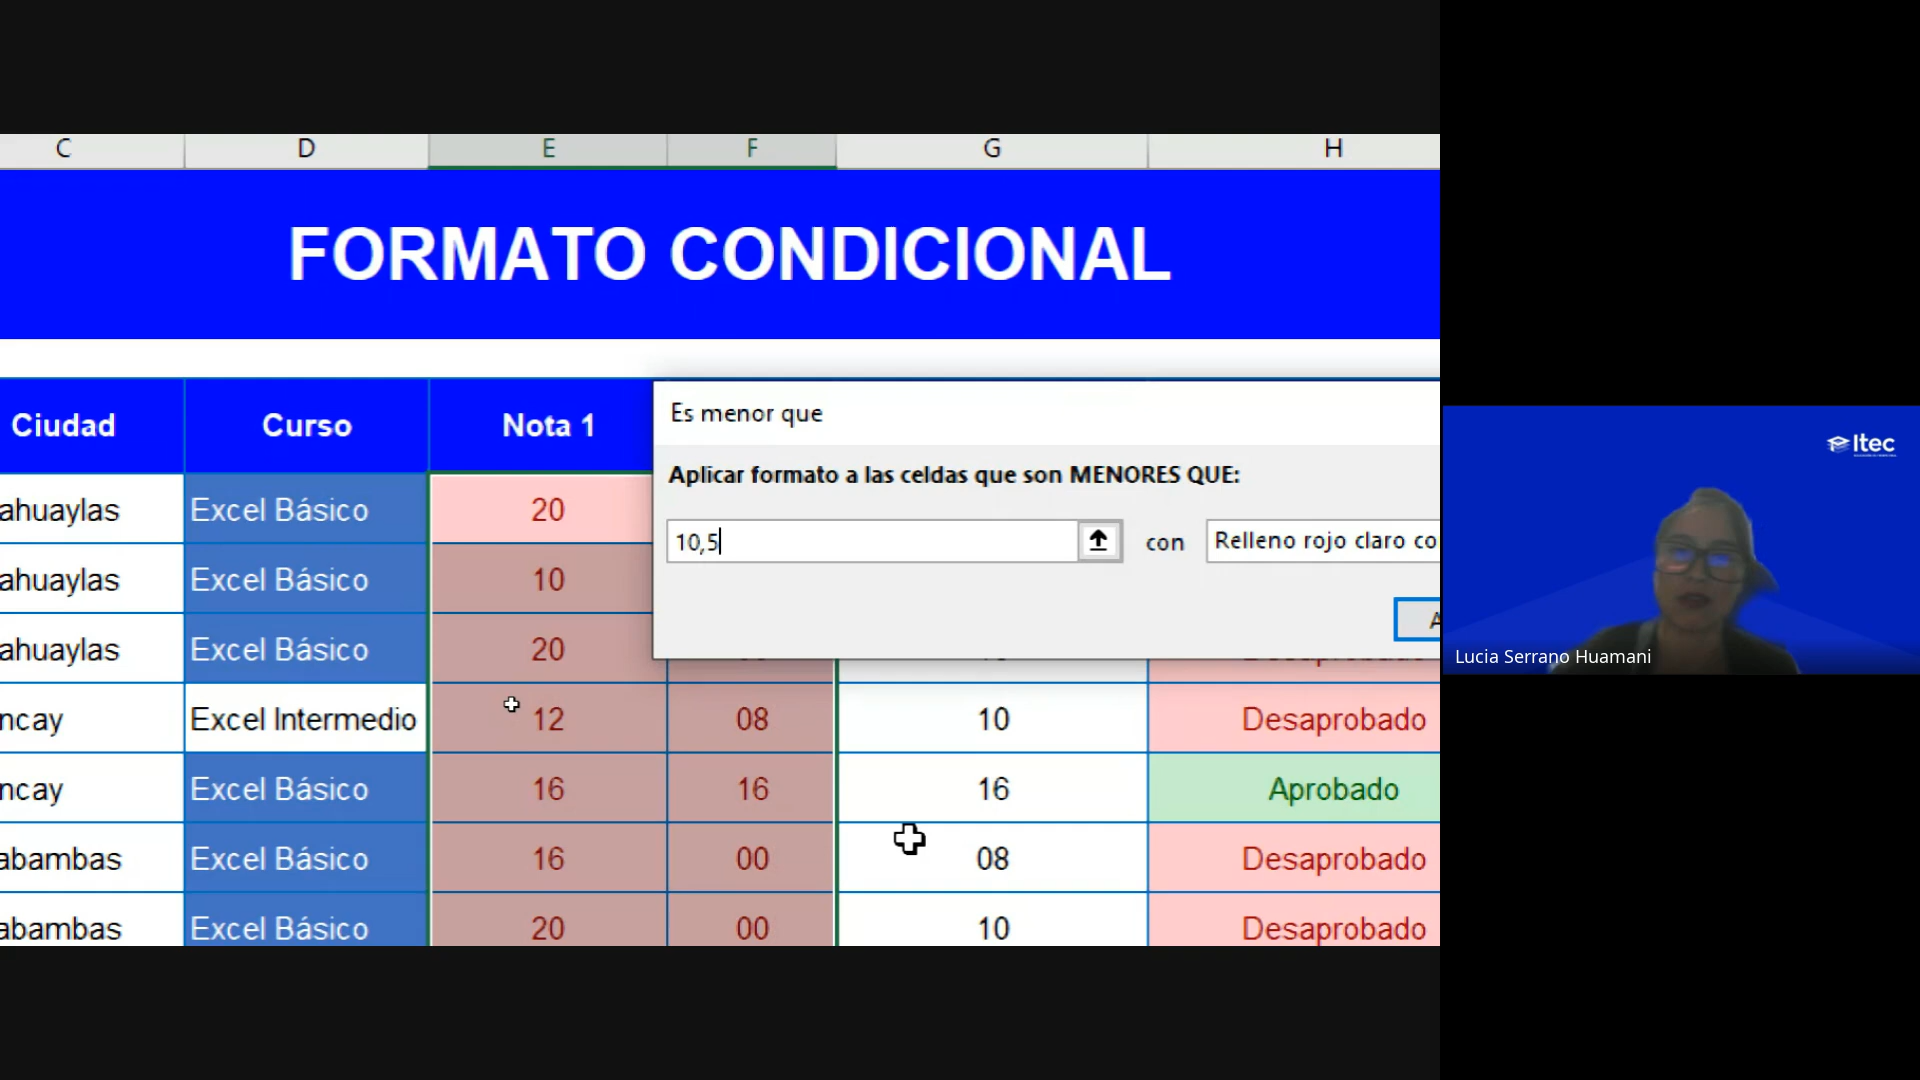 C D E F G H
FORMATO CONDICIONAL
Ciudad Curso Nota 1
Es menor que
Aplicar formato a las celdas que son MENORES QUE:
10,5 con Relleno rojo claro co
A
ahuaylas Excel Básico 20
ahuaylas Excel Básico 10
ahuaylas Excel Básico 20
ncay Excel Intermedio 12 08 10 Desaprobado
ncay Excel Básico 16 16 16 Aprobado
abambas Excel Básico 16 00 08 Desaprobado
abambas Excel Básico 20 00 10 Desaprobado
Itec
Lucia Serrano Huamani